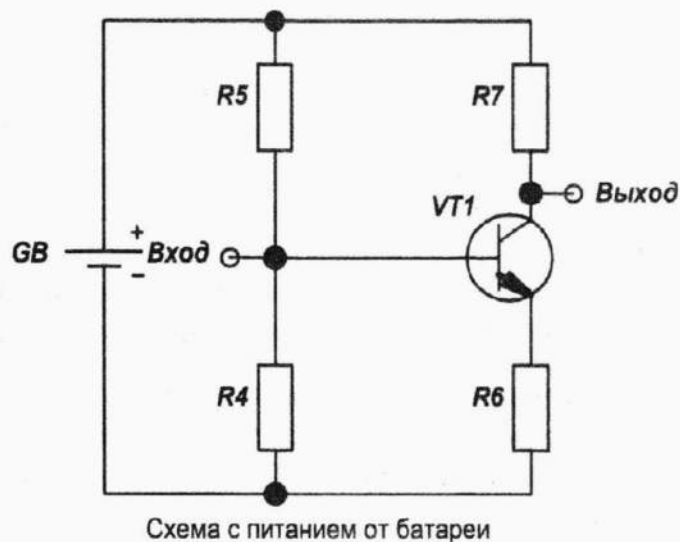 R5
R7
VT1
Выход
GB
+
Вход
-
R4
R6
Схема с питанием от батареи